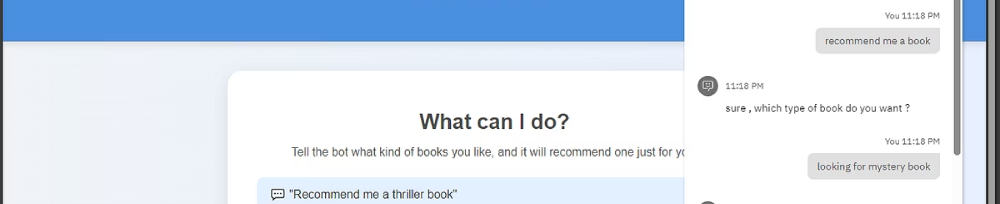 What can I do?
Tell the bot what kind of books you like, and it will recommend one just for
"Recommend me a thriller book"
You 11:18 PM
recommend me a book
11:18 PM
sure , which type of book do you want ?
You 11:18 PM
looking for mystery book